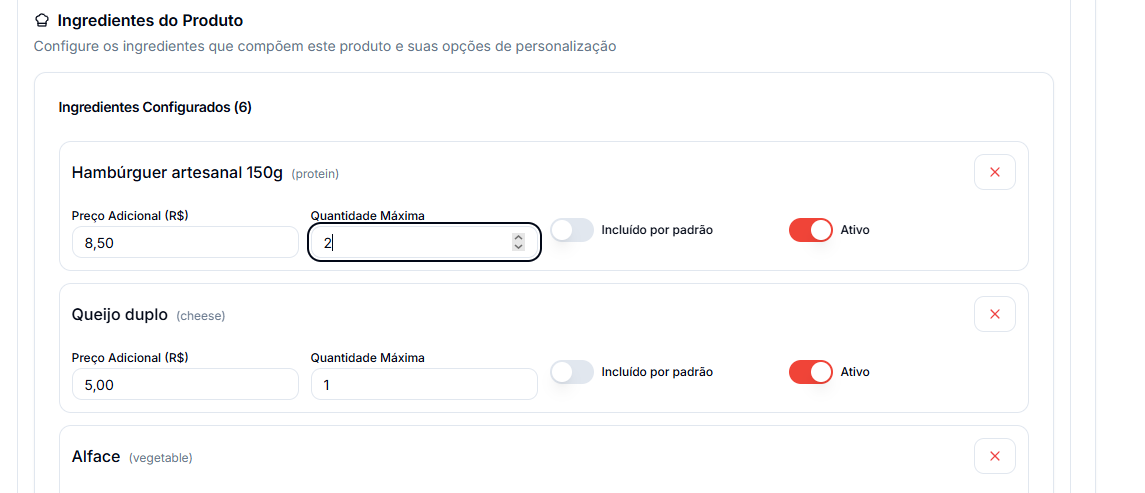 Ingredientes do Produto
Configure os ingredientes que compõem este produto e suas opções de personalização
Ingredientes Configurados (6)
Hambúrguer artesanal 150g (protein)
Preço Adicional (R$) Quantidade Máxima
8,50 2 Incluído por padrão Ativo
Queijo duplo (cheese)
Preço Adicional (R$) Quantidade Máxima
5,00 1 Incluído por padrão Ativo
Alface (vegetable)